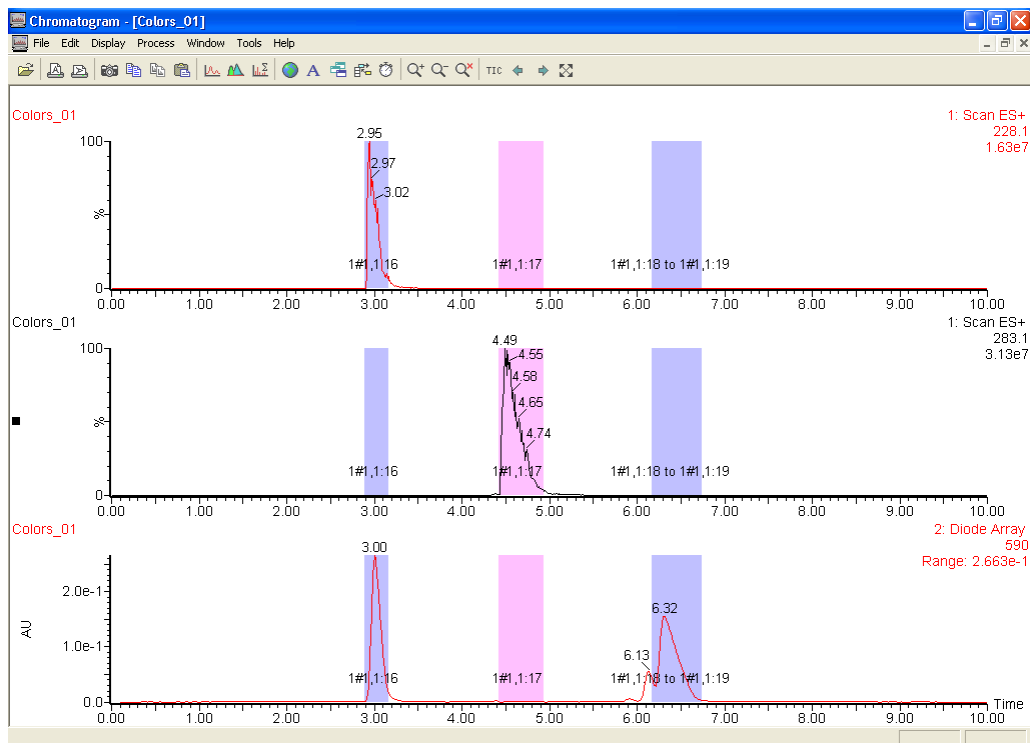 Chromatogram - [Colors_01]
File Edit Display Process Window Tools Help
TIC
Colors_01
1: Scan ES+
228.1
1.63e7
100
%
0
2.95
2.97
3.02
1#1,1:16 1#1,1:17 1#1,1:18 to 1#1,1:19
0.00 1.00 2.00 3.00 4.00 5.00 6.00 7.00 8.00 9.00 10.00
Colors_01
1: Scan ES+
283.1
3.13e7
100
%
0
4.49
4.55
4.58
4.65
4.74
1#1,1:16 1#1,1:17 1#1,1:18 to 1#1,1:19
0.00 1.00 2.00 3.00 4.00 5.00 6.00 7.00 8.00 9.00 10.00
Colors_01
2: Diode Array
590
Range: 2.663e-1
3.00
2.0e-1
AU
1.0e-1
0.0
6.32
6.13
1#1,1:16 1#1,1:17 1#1,1:18 to 1#1,1:19
Time
0.00 1.00 2.00 3.00 4.00 5.00 6.00 7.00 8.00 9.00 10.00